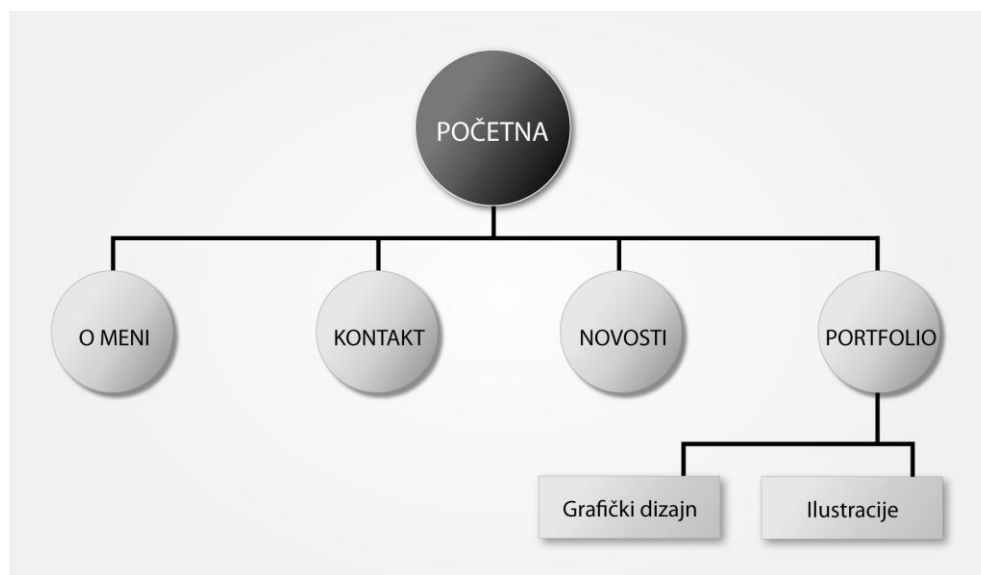 POČETNA
O MENI
KONTAKT
NOVOSTI
PORTFOLIO
Grafički dizajn
Ilustracije